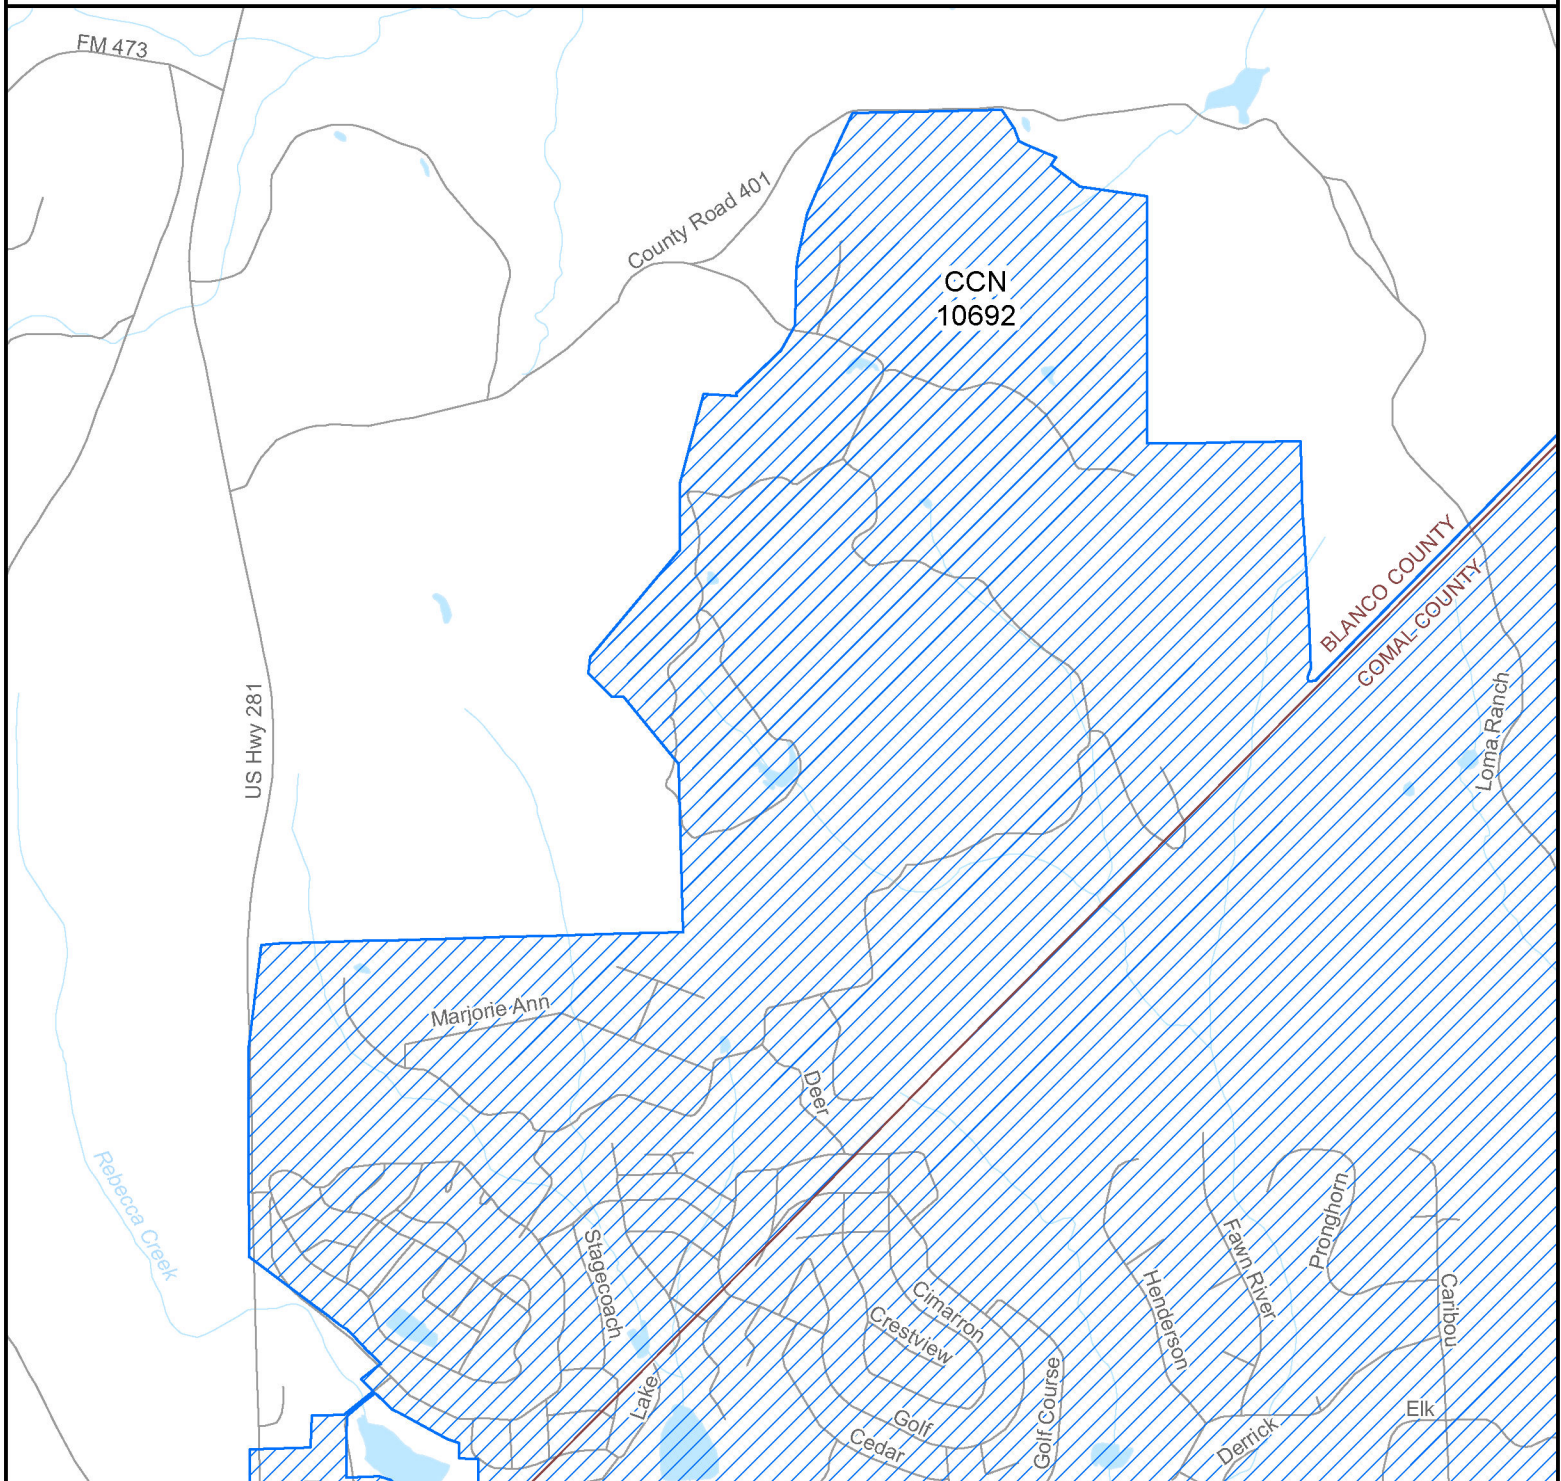 FM 473
County Road 401
CCN
10692
BLANCO COUNTY
COMAL COUNTY
US Hwy 281
Loma Ranch
Marjorie Ann
Deer
Rebecca Creek
Stagecoach
Pronghorn
Fawn River
Henderson
Caribou
Cimarron
Crestview
Lake
Golf Course
Golf
Cedar
Derrick
Elk